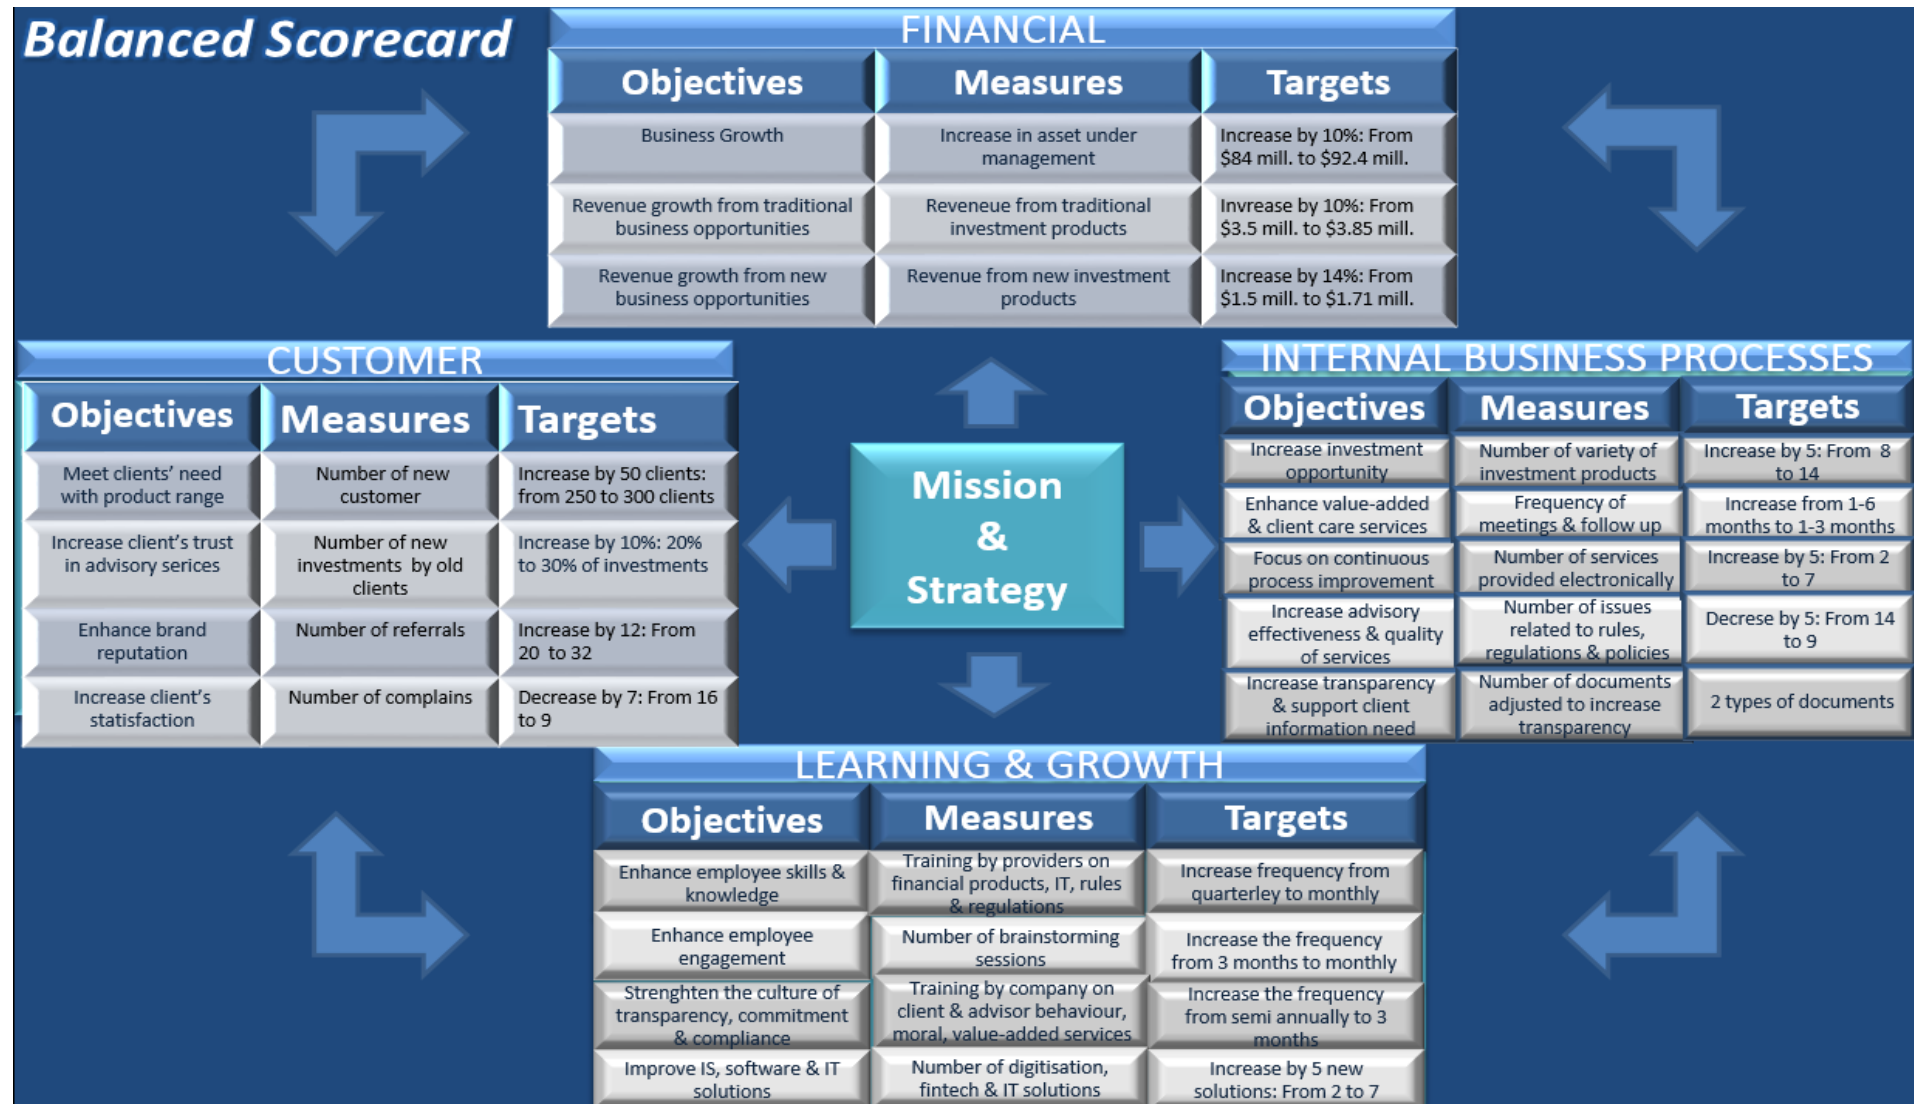 Balanced Scorecard
FINANCIAL
Objectives
Measures
Targets
Business Growth
Increase in asset under
management
Increase by 10%: From
$84 mill. to $92.4 mill.
Revenue growth from traditional
business opportunities
Reveneue from traditional
investment products
Invrease by 10%: From
$3.5 mill. to $3.85 mill.
Revenue growth from new
business opportunities
Revenue from new investment
products
Increase by 14%: From
$1.5 mill. to $1.71 mill.
CUSTOMER
Objectives
Measures
Targets
Meet clients' need
with product range
Number of new
customer
Increase by 50 clients:
from 250 to 300 clients
Increase client's trust
in advisory serices
Number of new
investments by old
clients
Increase by 10%: 20%
to 30% of investments
Enhance brand
reputation
Number of referrals
Increase by 12: From
20 to 32
Increase client's
statisfaction
Number of complains
Decrease by 7: From 16
to 9
Mission
&
Strategy
INTERNAL BUSINESS PROCESSES
Objectives
Measures
Targets
Increase investment
opportunity
Number of variety of
investment products
Increase by 5: From 8
to 14
Enhance value-added
& client care services
Frequency of
meetings & follow up
Increase from 1-6
months to 1-3 months
Focus on continuous
process improvement
Number of services
provided electronically
Increase by 5: From 2
to 7
Increase advisory
effectiveness & quality
of services
Number of issues
related to rules,
regulations & policies
Decrese by 5: From 14
to 9
Increase transparency
& support client
information need
Number of documents
adjusted to increase
transparency
2 types of documents
LEARNING & GROWTH
Objectives
Measures
Targets
Enhance employee skills &
knowledge
Training by providers on
financial products, IT, rules
& regulations
Increase frequency from
quarterley to monthly
Enhance employee
engagement
Number of brainstorming
sessions
Increase the frequency
from 3 months to monthly
Strenghten the culture of
transparency, commitment
& compliance
Training by company on
client & advisor behaviour,
moral, value-added services
Increase the frequency
from semi annually to 3
months
Improve IS, software & IT
solutions
Number of digitisation,
fintech & IT solutions
Increase by 5 new
solutions: From 2 to 7